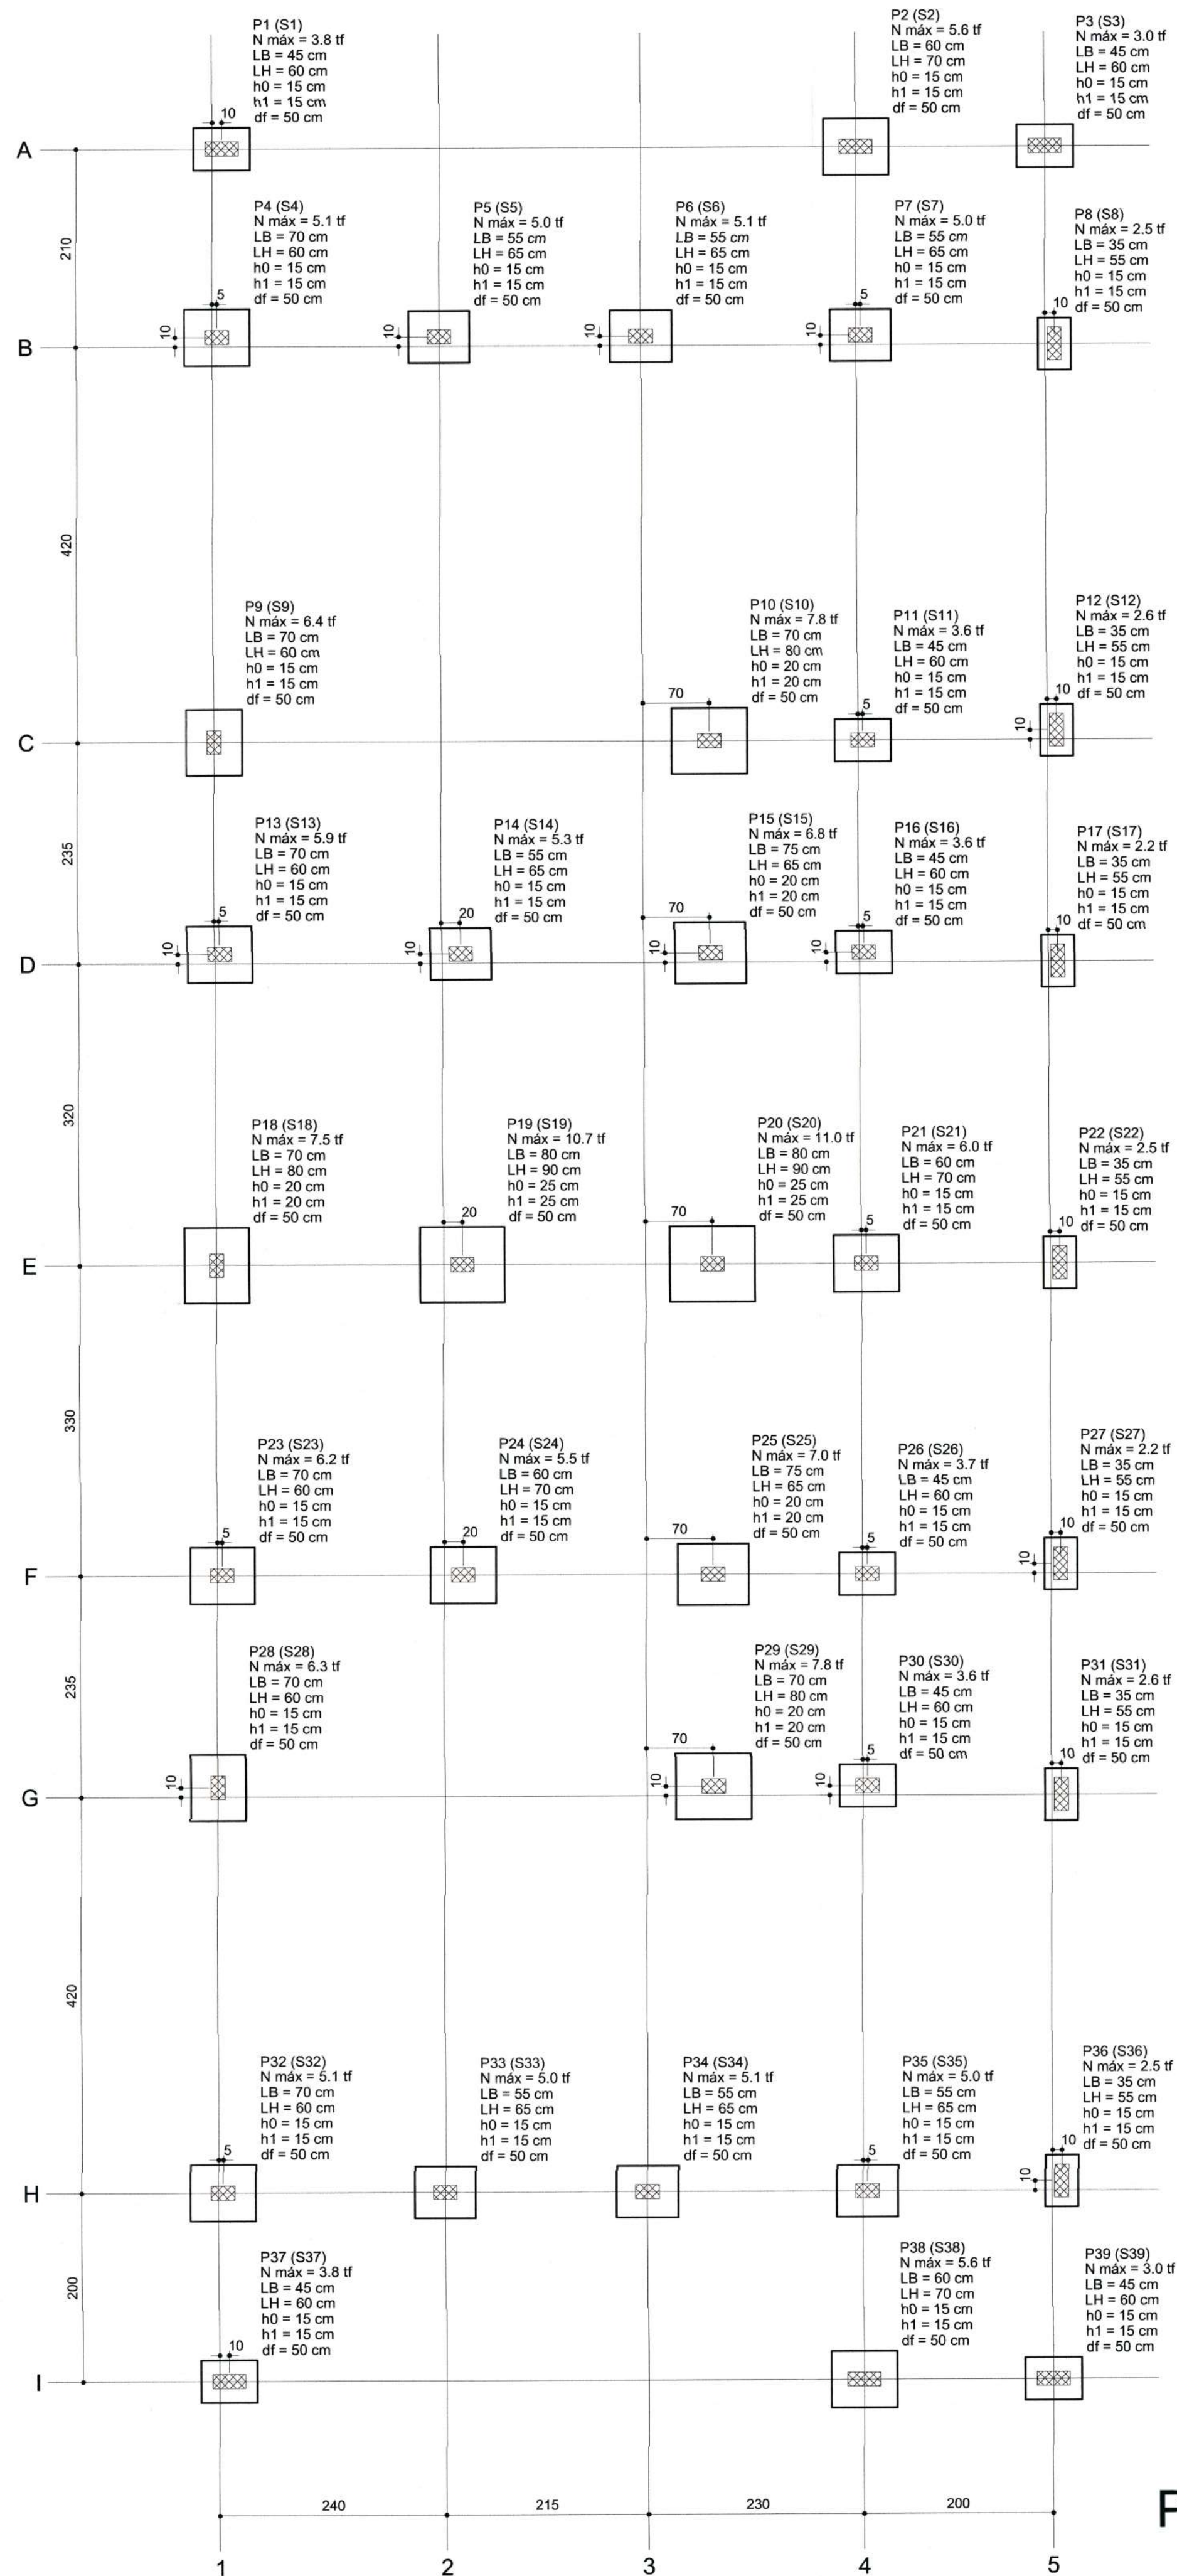 P1 (S1)
N máx = 3.8 tf
LB = 45 cm
LH = 60 cm
h0 = 15 cm
h1 = 15 cm
df = 50 cm
10
P2 (S2)
N máx = 5.6 tf
LB = 60 cm
LH = 70 cm
h0 = 15 cm
h1 = 15 cm
df = 50 cm
P3 (S3)
N máx = 3.0 tf
LB = 45 cm
LH = 60 cm
h0 = 15 cm
h1 = 15 cm
df = 50 cm
A
210
P4 (S4)
N máx = 5.1 tf
LB = 70 cm
LH = 60 cm
h0 = 15 cm
h1 = 15 cm
df = 50 cm
5
10
P5 (S5)
N máx = 5.0 tf
LB = 55 cm
LH = 65 cm
h0 = 15 cm
h1 = 15 cm
df = 50 cm
10
P6 (S6)
N máx = 5.1 tf
LB = 55 cm
LH = 65 cm
h0 = 15 cm
h1 = 15 cm
df = 50 cm
10
P7 (S7)
N máx = 5.0 tf
LB = 55 cm
LH = 65 cm
h0 = 15 cm
h1 = 15 cm
df = 50 cm
5
10
P8 (S8)
N máx = 2.5 tf
LB = 35 cm
LH = 55 cm
h0 = 15 cm
h1 = 15 cm
df = 50 cm
10
B
420
P9 (S9)
N máx = 6.4 tf
LB = 70 cm
LH = 60 cm
h0 = 15 cm
h1 = 15 cm
df = 50 cm
P10 (S10)
N máx = 7.8 tf
LB = 70 cm
LH = 80 cm
h0 = 20 cm
h1 = 20 cm
df = 50 cm
70
P11 (S11)
N máx = 3.6 tf
LB = 45 cm
LH = 60 cm
h0 = 15 cm
h1 = 15 cm
df = 50 cm
5
P12 (S12)
N máx = 2.6 tf
LB = 35 cm
LH = 55 cm
h0 = 15 cm
h1 = 15 cm
df = 50 cm
10
10
C
235
P13 (S13)
N máx = 5.9 tf
LB = 70 cm
LH = 60 cm
h0 = 15 cm
h1 = 15 cm
df = 50 cm
5
10
P14 (S14)
N máx = 5.3 tf
LB = 55 cm
LH = 65 cm
h0 = 15 cm
h1 = 15 cm
df = 50 cm
20
10
P15 (S15)
N máx = 6.8 tf
LB = 75 cm
LH = 65 cm
h0 = 20 cm
h1 = 20 cm
df = 50 cm
70
10
P16 (S16)
N máx = 3.6 tf
LB = 45 cm
LH = 60 cm
h0 = 15 cm
h1 = 15 cm
df = 50 cm
5
10
P17 (S17)
N máx = 2.2 tf
LB = 35 cm
LH = 55 cm
h0 = 15 cm
h1 = 15 cm
df = 50 cm
10
D
320
P18 (S18)
N máx = 7.5 tf
LB = 70 cm
LH = 80 cm
h0 = 20 cm
h1 = 20 cm
df = 50 cm
P19 (S19)
N máx = 10.7 tf
LB = 80 cm
LH = 90 cm
h0 = 25 cm
h1 = 25 cm
df = 50 cm
20
P20 (S20)
N máx = 11.0 tf
LB = 80 cm
LH = 90 cm
h0 = 25 cm
h1 = 25 cm
df = 50 cm
70
P21 (S21)
N máx = 6.0 tf
LB = 60 cm
LH = 70 cm
h0 = 15 cm
h1 = 15 cm
df = 50 cm
5
P22 (S22)
N máx = 2.5 tf
LB = 35 cm
LH = 55 cm
h0 = 15 cm
h1 = 15 cm
df = 50 cm
10
E
330
P23 (S23)
N máx = 6.2 tf
LB = 70 cm
LH = 60 cm
h0 = 15 cm
h1 = 15 cm
df = 50 cm
5
P24 (S24)
N máx = 5.5 tf
LB = 60 cm
LH = 70 cm
h0 = 15 cm
h1 = 15 cm
df = 50 cm
20
P25 (S25)
N máx = 7.0 tf
LB = 75 cm
LH = 65 cm
h0 = 20 cm
h1 = 20 cm
df = 50 cm
70
P26 (S26)
N máx = 3.7 tf
LB = 45 cm
LH = 60 cm
h0 = 15 cm
h1 = 15 cm
df = 50 cm
5
P27 (S27)
N máx = 2.2 tf
LB = 35 cm
LH = 55 cm
h0 = 15 cm
h1 = 15 cm
df = 50 cm
10
10
F
235
P28 (S28)
N máx = 6.3 tf
LB = 70 cm
LH = 60 cm
h0 = 15 cm
h1 = 15 cm
df = 50 cm
10
P29 (S29)
N máx = 7.8 tf
LB = 70 cm
LH = 80 cm
h0 = 20 cm
h1 = 20 cm
df = 50 cm
70
10
P30 (S30)
N máx = 3.6 tf
LB = 45 cm
LH = 60 cm
h0 = 15 cm
h1 = 15 cm
df = 50 cm
5
10
P31 (S31)
N máx = 2.6 tf
LB = 35 cm
LH = 55 cm
h0 = 15 cm
h1 = 15 cm
df = 50 cm
10
G
420
P32 (S32)
N máx = 5.1 tf
LB = 70 cm
LH = 60 cm
h0 = 15 cm
h1 = 15 cm
df = 50 cm
5
P33 (S33)
N máx = 5.0 tf
LB = 55 cm
LH = 65 cm
h0 = 15 cm
h1 = 15 cm
df = 50 cm
P34 (S34)
N máx = 5.1 tf
LB = 55 cm
LH = 65 cm
h0 = 15 cm
h1 = 15 cm
df = 50 cm
P35 (S35)
N máx = 5.0 tf
LB = 55 cm
LH = 65 cm
h0 = 15 cm
h1 = 15 cm
df = 50 cm
5
P36 (S36)
N máx = 2.5 tf
LB = 35 cm
LH = 55 cm
h0 = 15 cm
h1 = 15 cm
df = 50 cm
10
10
H
200
P37 (S37)
N máx = 3.8 tf
LB = 45 cm
LH = 60 cm
h0 = 15 cm
h1 = 15 cm
df = 50 cm
10
P38 (S38)
N máx = 5.6 tf
LB = 60 cm
LH = 70 cm
h0 = 15 cm
h1 = 15 cm
df = 50 cm
P39 (S39)
N máx = 3.0 tf
LB = 45 cm
LH = 60 cm
h0 = 15 cm
h1 = 15 cm
df = 50 cm
I
240
215
230
200
1
2
3
4
5